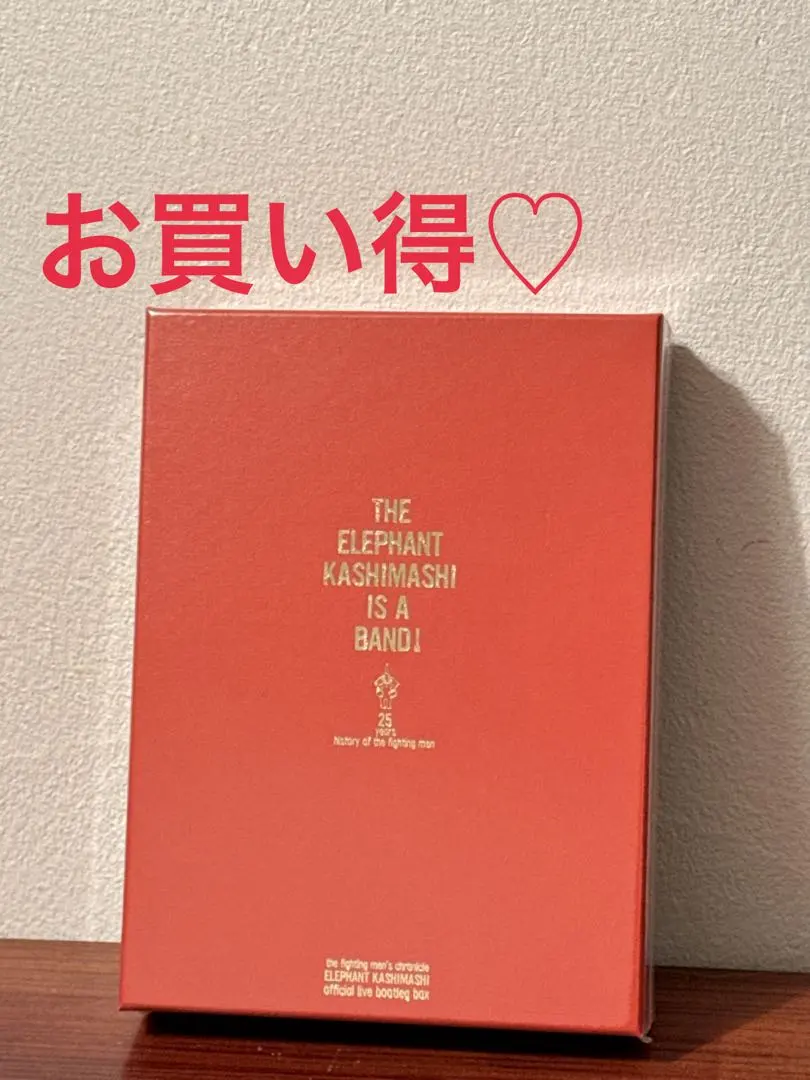 お買い得♡
THE
ELEPHANT
KASHIMASHI
IS A
BAND!
25
years
history of the fighting men
the fighting men's chronicle
ELEPHANT KASHIMASHI
official live bootleg box